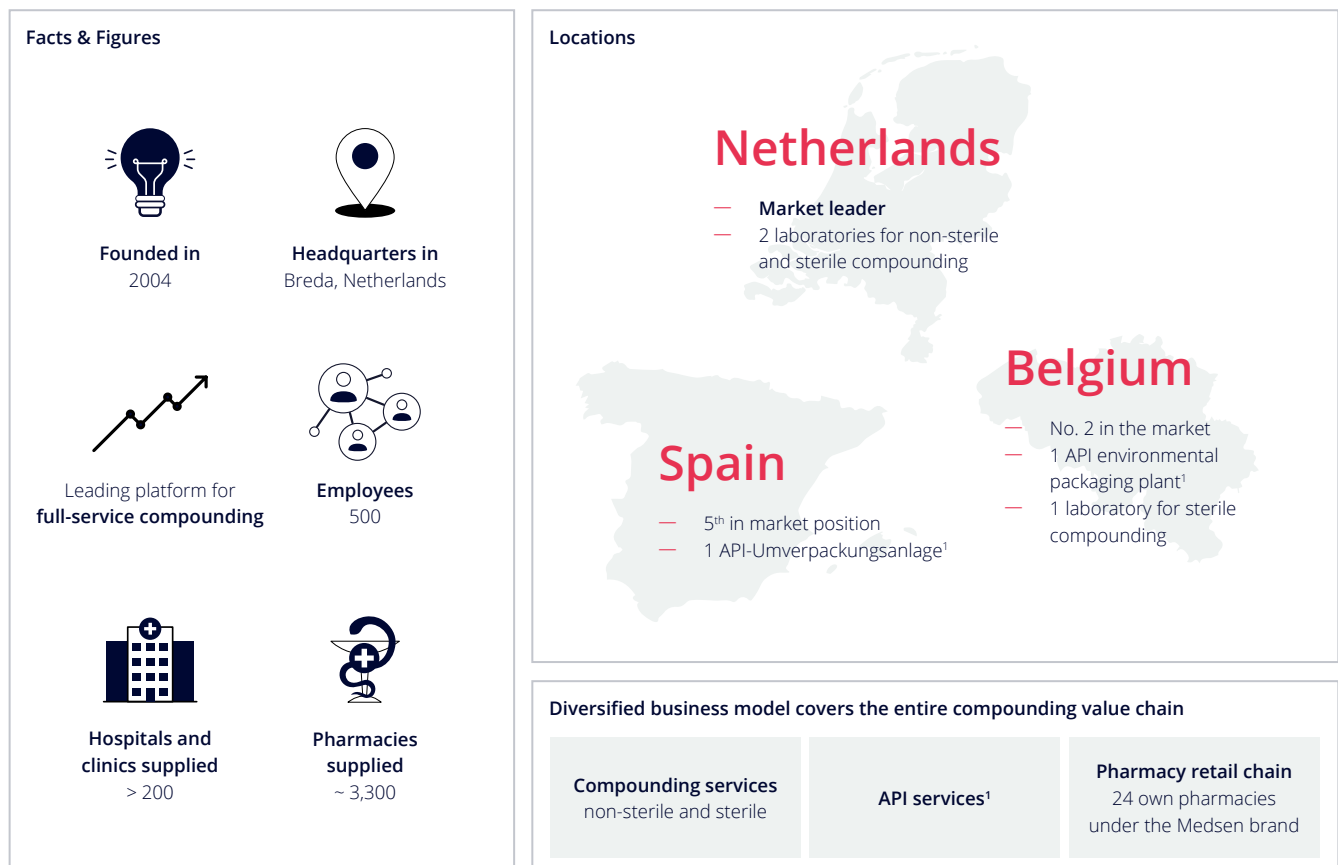 Facts & Figures
Founded in
2004
Headquarters in
Breda, Netherlands
Leading platform for
full-service compounding
Employees
500
Hospitals and
clinics supplied
> 200
Pharmacies
supplied
~ 3,300
Locations
Netherlands
— Market leader
— 2 laboratories for non-sterile
and sterile compounding
Belgium
— No. 2 in the market
— 1 API environmental
packaging plant¹
— 1 laboratory for sterile
compounding
Spain
— 5th in market position
— 1 API-Umverpackungsanlage¹
Diversified business model covers the entire compounding value chain
Compounding services
non-sterile and sterile
API services¹
Pharmacy retail chain
24 own pharmacies
under the Medsen brand